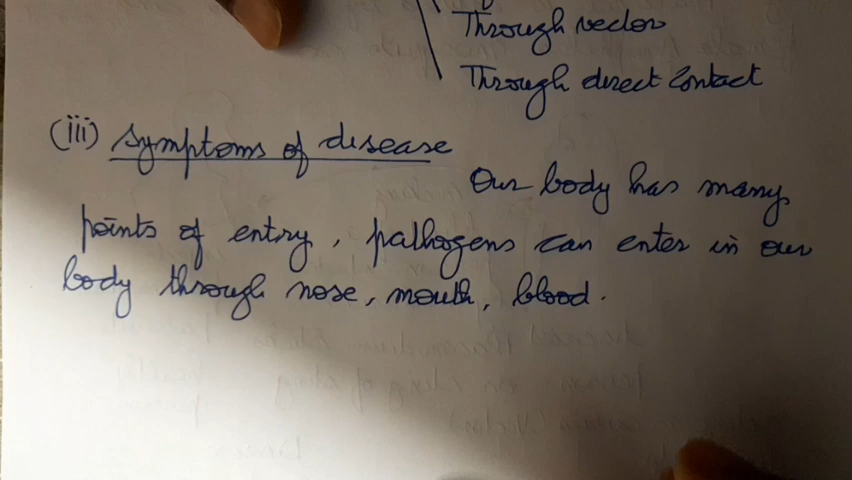 Through vector
Through direct contact
(iii) symptoms of disease
Our body has many
points of entry, pathogens can enter in our
body through nose, mouth, blood.